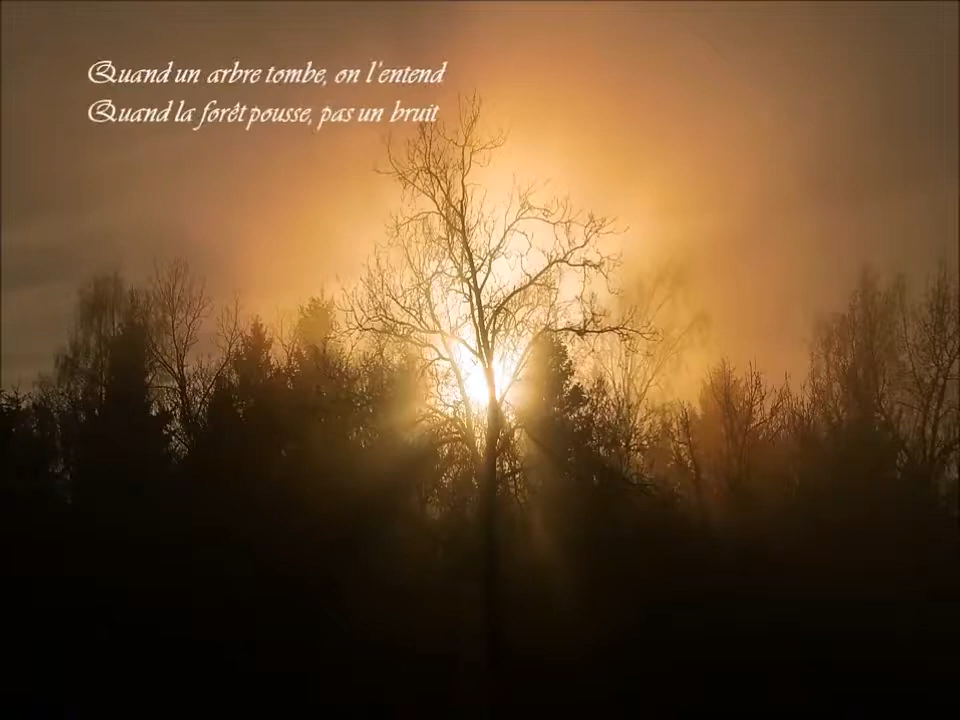 Quand un arbre tombe, on l'entend
Quand la forêt pousse, pas un bruit